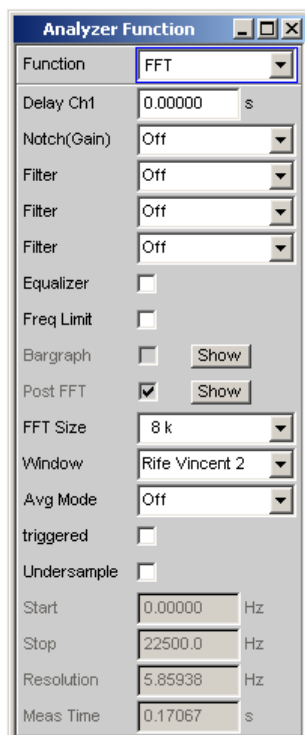 Analyzer Function
Function FFT
Delay Ch1 0.00000 s
Notch(Gain) Off
Filter Off
Filter Off
Filter Off
Equalizer
Freq Limit
Bargraph Show
Post FFT Show
FFT Size 8 k
Window Rife Vincent 2
Avg Mode Off
triggered
Undersample
Start 0.00000 Hz
Stop 22500.0 Hz
Resolution 5.85938 Hz
Meas Time 0.17067 s